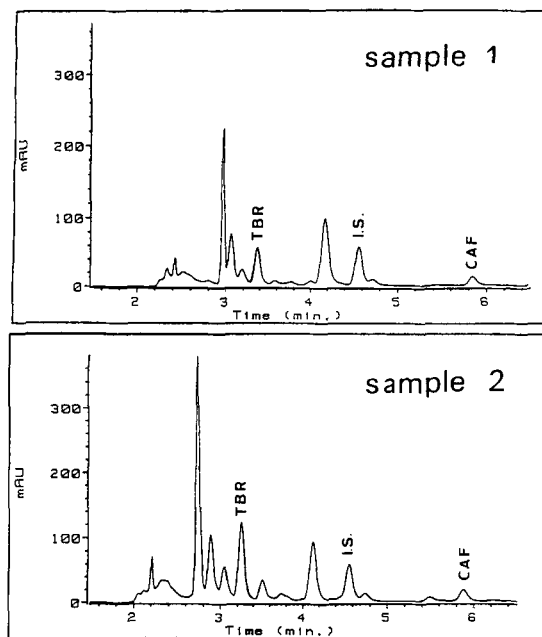 sample 1
300
200
100
0
mAU
TBR
I.S.
CAF
2 3 4 5 6
Time (min.)
sample 2
300
200
100
0
mAU
TBR
I.S.
CAF
2 3 4 5 6
Time (min.)